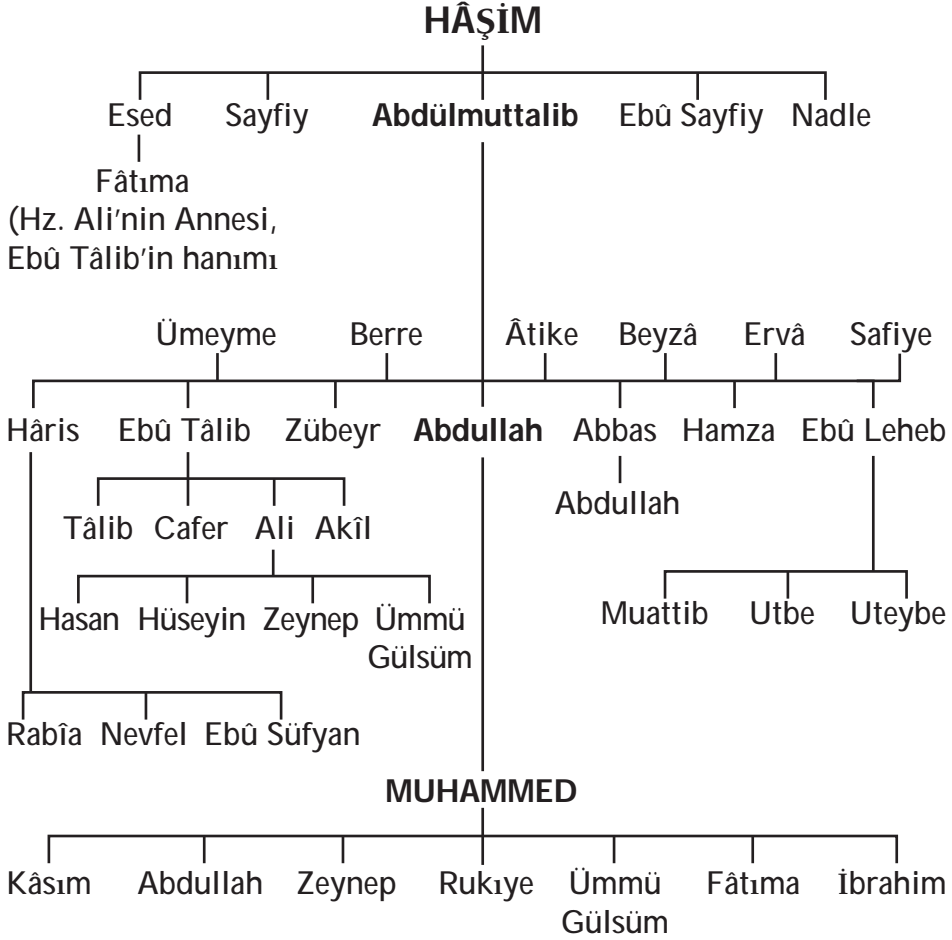 HÂŞİM
Esed Sayfiy Abdülmuttalib Ebû Sayfiy Nadle
Fâtıma
(Hz. Ali'nin Annesi,
Ebû Tâlib'in hanımı
Ümeyme Berre Âtike Beyzâ Ervâ Safiye
Hâris Ebû Tâlib Zübeyr Abdullah Abbas Hamza Ebû Leheb
Abdullah
Tâlib Cafer Ali Akîl
Hasan Hüseyin Zeynep Ümmü
Gülsüm
Muattib Utbe Uteybe
Rabîa Nevfel Ebû Süfyan
MUHAMMED
Kâsım Abdullah Zeynep Rukıye Ümmü Fâtıma İbrahim
Gülsüm